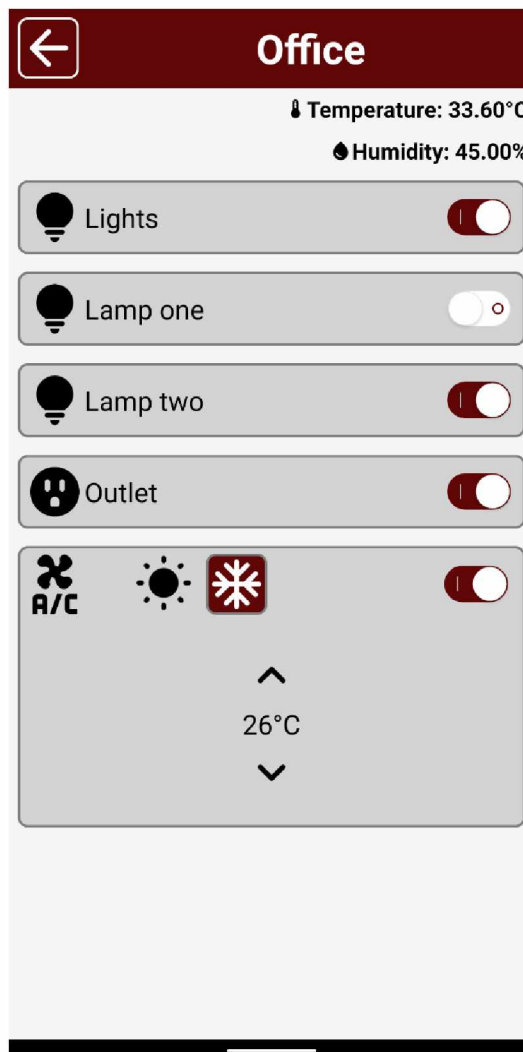 Office
Temperature: 33.60°C
Humidity: 45.00%
Lights
Lamp one
Lamp two
Outlet
A/C
26°C